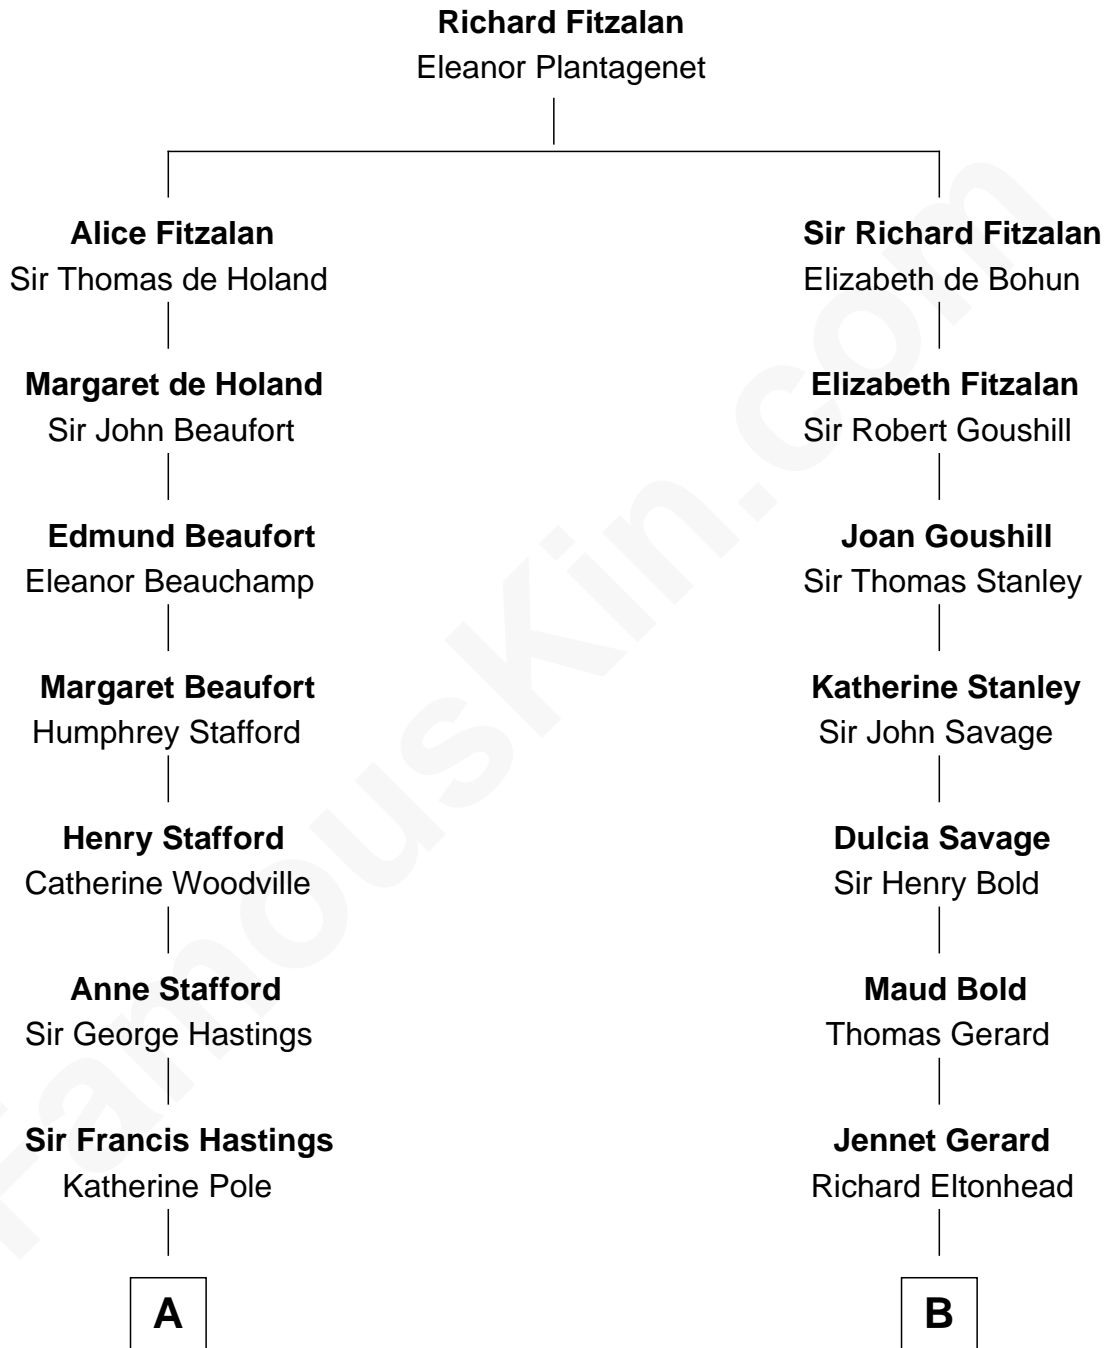 Richard Fitzalan
Eleanor Plantagenet
Alice Fitzalan
Sir Thomas de Holand
Sir Richard Fitzalan
Elizabeth de Bohun
Margaret de Holand
Sir John Beaufort
Elizabeth Fitzalan
Sir Robert Goushill
Edmund Beaufort
Eleanor Beauchamp
Joan Goushill
Sir Thomas Stanley
Margaret Beaufort
Humphrey Stafford
Katherine Stanley
Sir John Savage
Henry Stafford
Catherine Woodville
Dulcia Savage
Sir Henry Bold
Anne Stafford
Sir George Hastings
Maud Bold
Thomas Gerard
Sir Francis Hastings
Katherine Pole
Jennet Gerard
Richard Eltonhead
A
B
FamousKin.com